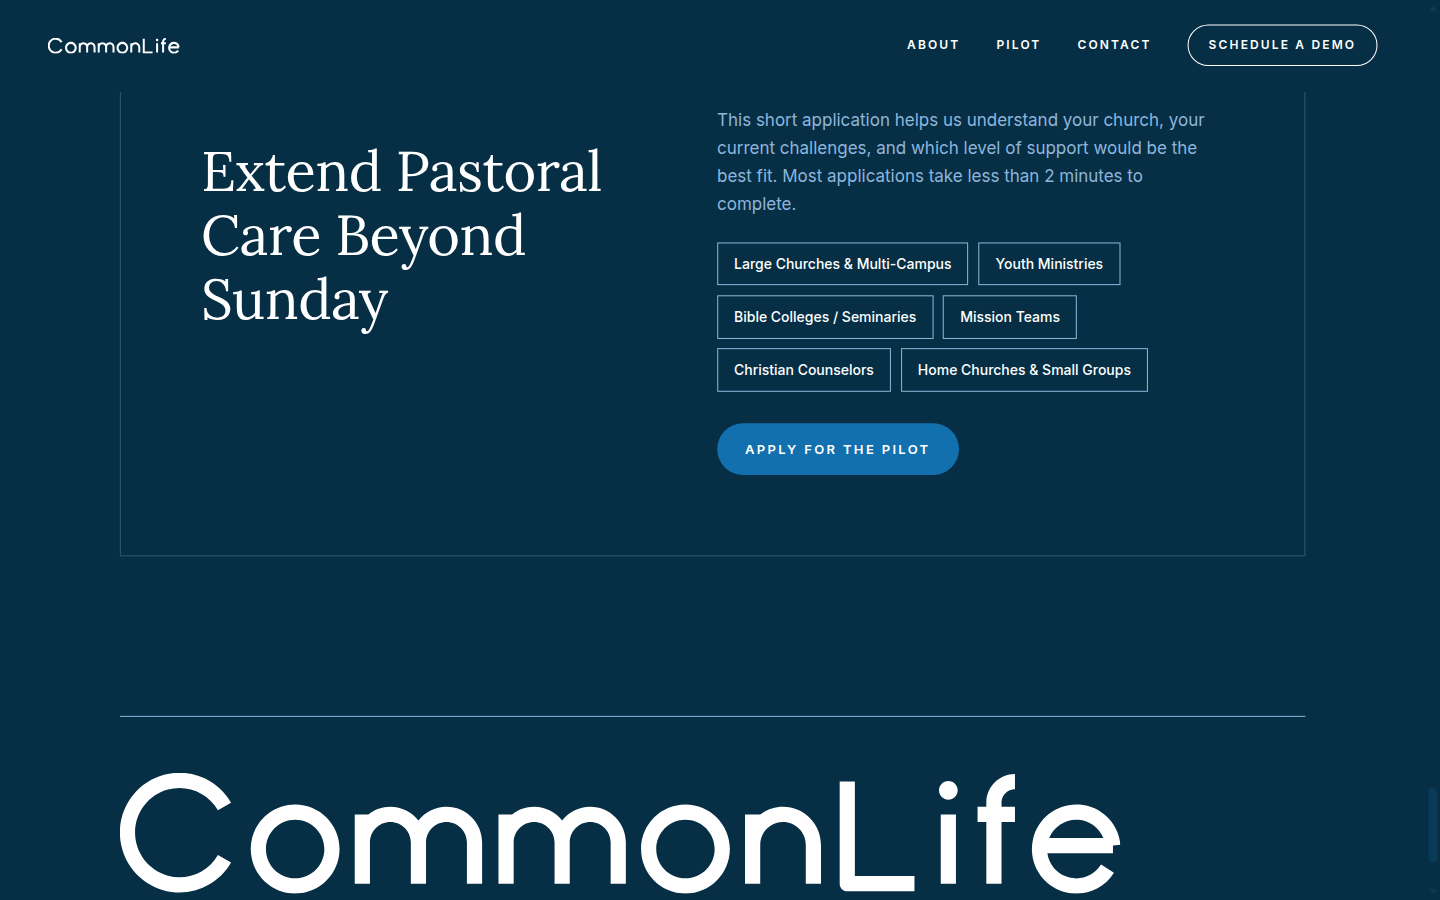 CommonLife
ABOUT
PILOT
CONTACT
SCHEDULE A DEMO
Extend Pastoral
Care Beyond
Sunday
This short application helps us understand your church, your
current challenges, and which level of support would be the
best fit. Most applications take less than 2 minutes to
complete.
Large Churches & Multi-Campus
Youth Ministries
Bible Colleges / Seminaries
Mission Teams
Christian Counselors
Home Churches & Small Groups
APPLY FOR THE PILOT
CommonLife